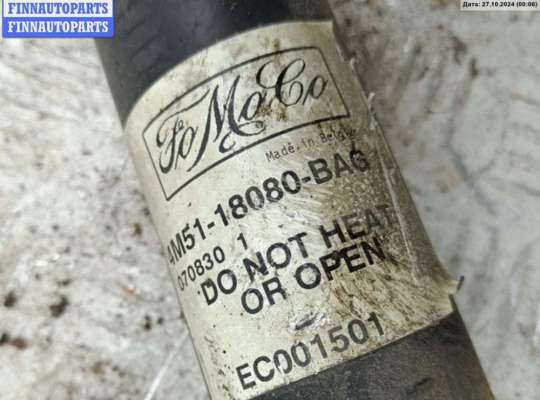 FINNAUTOPARTS
FINNAUTOPARTS
Дата: 27.10.2024 (00:06)
FoMoCo
Made in
4M51-18080-BAG
070830 1
DO NOT HEAT
OR OPEN
EC001501